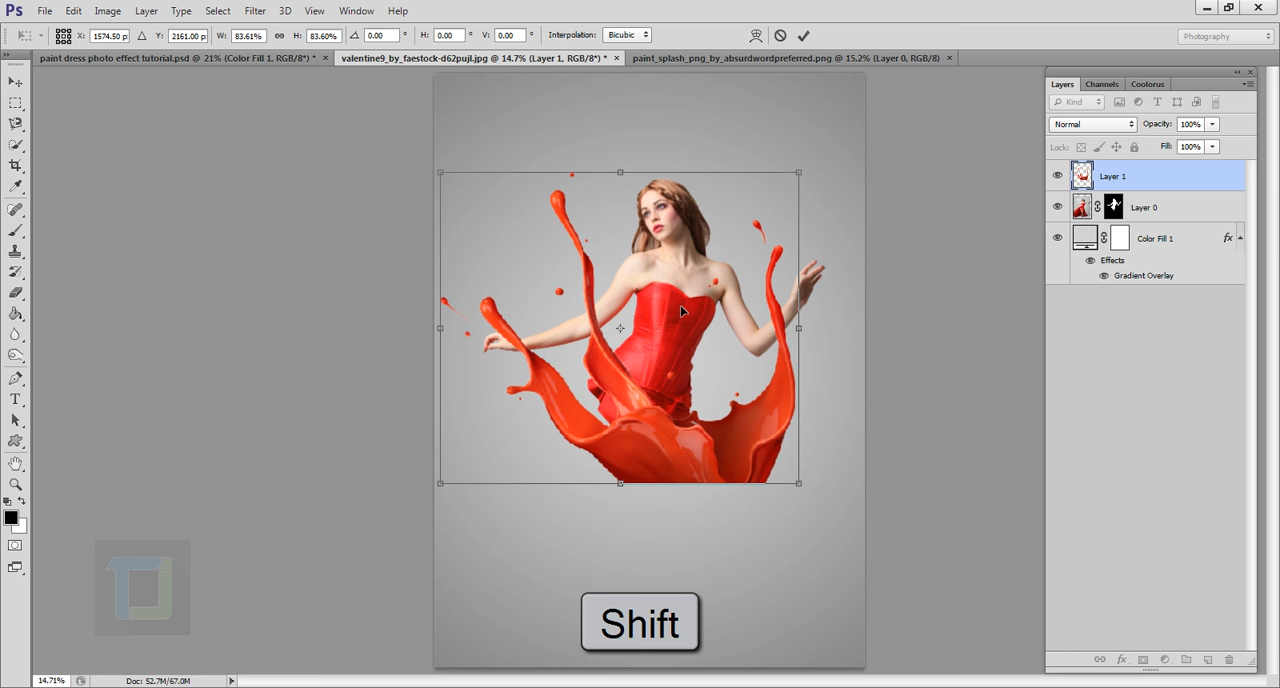 Ps File Edit Image Layer Type Select Filter 3D View Window Help
X: 1574.50 p: Y: 2161.00 p: W: 83.61% H: 83.60% 0.00 ° H: 0.00 ° V: 0.00 ° Interpolation: Bicubic Photography
paint dress photo effect tutorial.psd @ 21% (Color Fill 1, RGB/8*) * × valentine9_by_faestock-d62pujl.jpg @ 14.7% (Layer 1, RGB/8*) * × paint_splash_png_by_absurdwordpreferred.png @ 15.2% (Layer 0, RGB/8) ×
Layers Channels Coolorus
Kind
Normal Opacity: 100%
Lock: Fill: 100%
Layer 1
Layer 0
Color Fill 1 fx
Effects
Gradient Overlay
Shift
14.71% Doc: 52.7M/67.0M